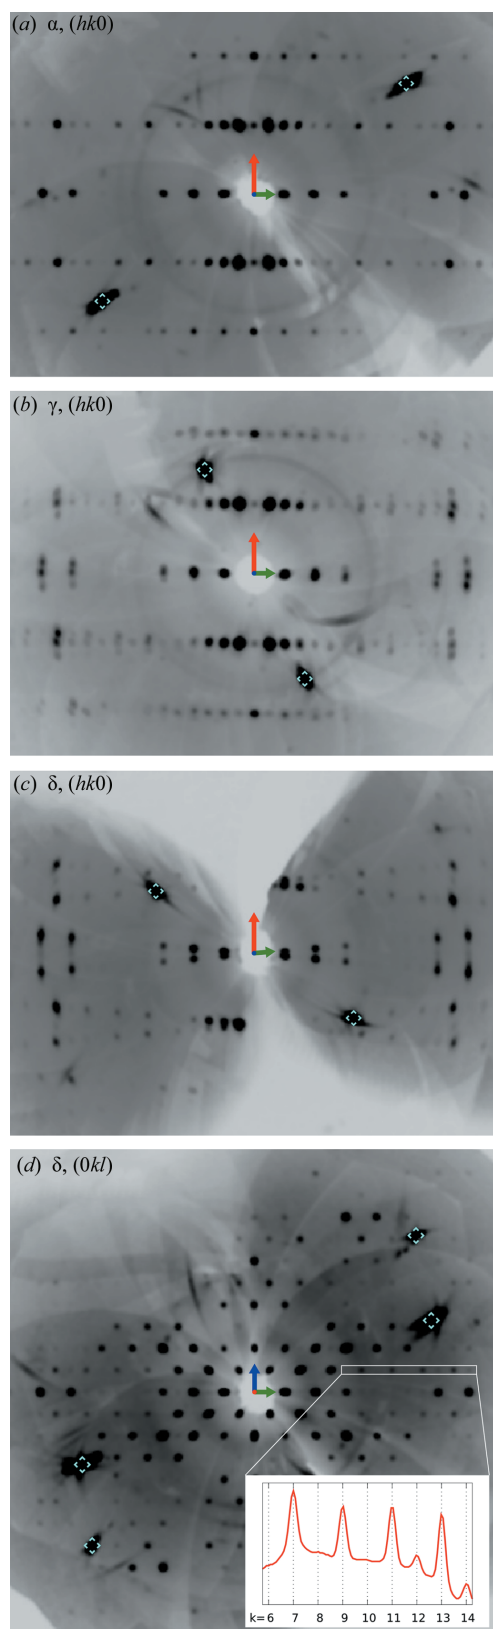 (a) α, (hk0)
(b) γ, (hk0)
(c) δ, (hk0)
(d) δ, (0kl)
k= 6 7 8 9 10 11 12 13 14